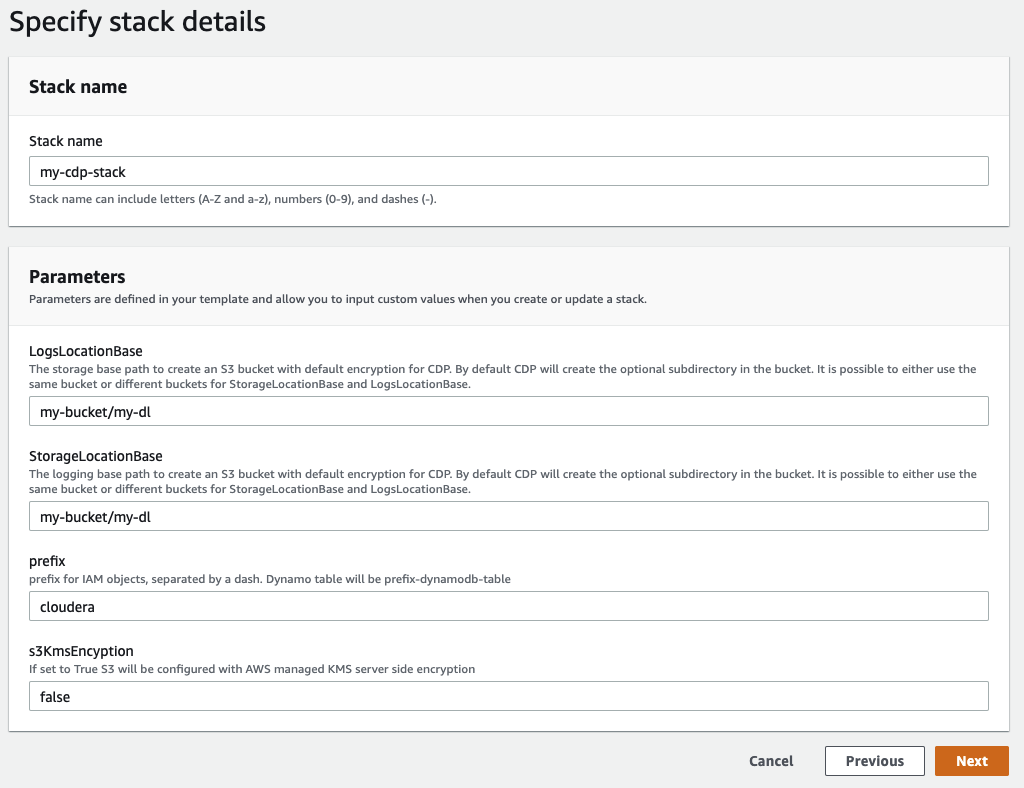 Specify stack details
Stack name
Stack name
my-cdp-stack
Stack name can include letters (A-Z and a-z), numbers (0-9), and dashes (-).
Parameters
Parameters are defined in your template and allow you to input custom values when you create or update a stack.
LogsLocationBase
The storage base path to create an S3 bucket with default encryption for CDP. By default CDP will create the optional subdirectory in the bucket. It is possible to either use the
same bucket or different buckets for StorageLocationBase and LogsLocationBase.
my-bucket/my-dl
StorageLocationBase
The logging base path to create an S3 bucket with default encryption for CDP. By default CDP will create the optional subdirectory in the bucket. It is possible to either use the
same bucket or different buckets for StorageLocationBase and LogsLocationBase.
my-bucket/my-dl
prefix
prefix for IAM objects, separated by a dash. Dynamo table will be prefix-dynamodb-table
cloudera
s3KmsEncyption
If set to True S3 will be configured with AWS managed KMS server side encryption
false
Cancel Previous Next